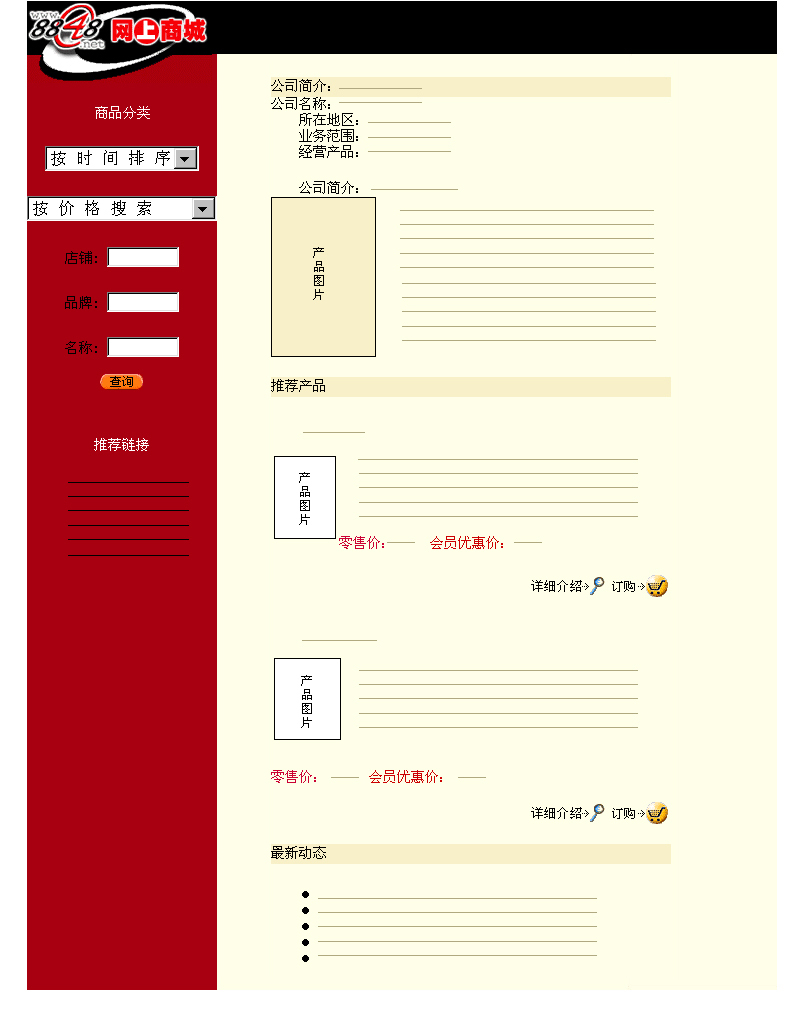 www.
8848 网上商城
.net
商品分类
按时间排序
按价格搜索
店铺：
品牌：
名称：
查询
推荐链接
公司简介：
公司名称：
所在地区：
业务范围：
经营产品：
公司简介：
产
品
图
片
推荐产品
产
品
图
片
零售价： 会员优惠价：
详细介绍 订购
产
品
图
片
零售价： 会员优惠价：
详细介绍 订购
最新动态